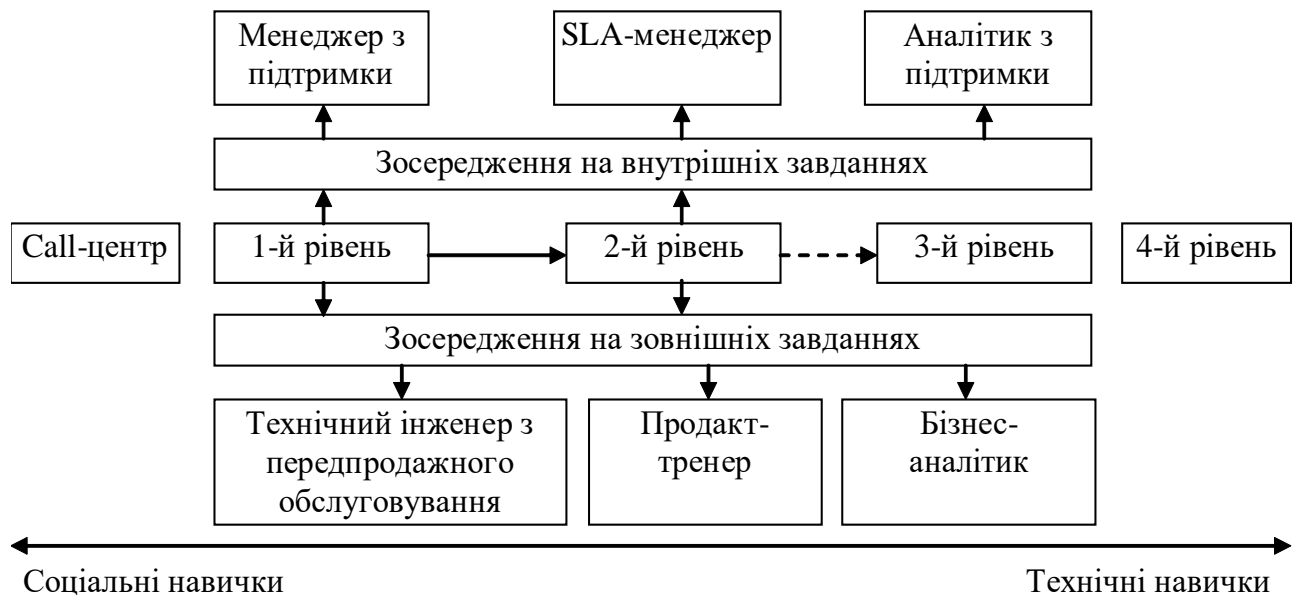 Менеджер з
підтримки
SLA-менеджер
Аналітик з
підтримки
Зосередження на внутрішніх завданнях
Call-центр
1-й рівень
2-й рівень
3-й рівень
4-й рівень
Зосередження на зовнішніх завданнях
Технічний інженер з
передпродажного
обслуговування
Продакт-
тренер
Бізнес-
аналітик
Соціальні навички
Технічні навички